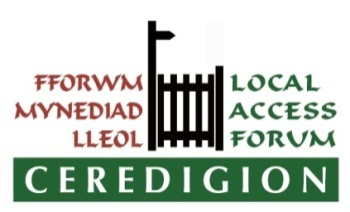 FFORWM
MYNEDIAD
LLEOL
LOCAL
ACCESS
FORUM
CEREDIGION